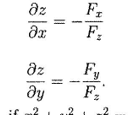 ∂z/∂x = −F_x/F_z
∂z/∂y = −F_y/F_z.